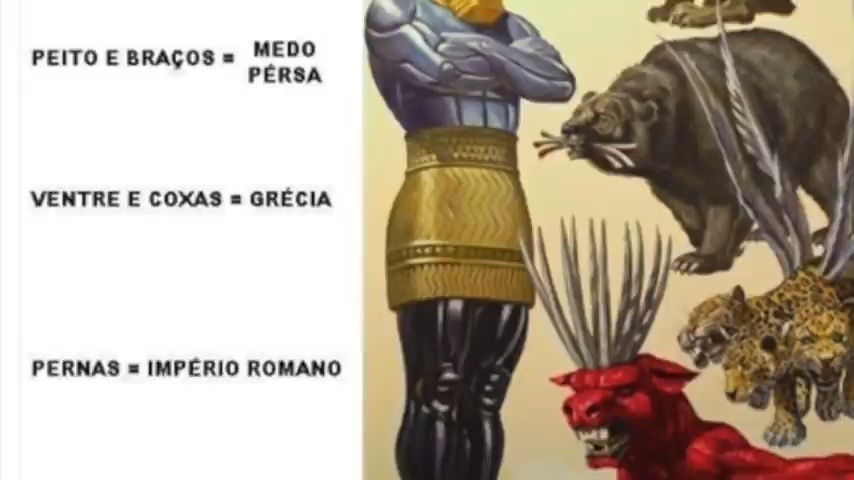 PEITO E BRAÇOS = MEDO
PÉRSA
VENTRE E COXAS = GRÉCIA
PERNAS = IMPÉRIO ROMANO